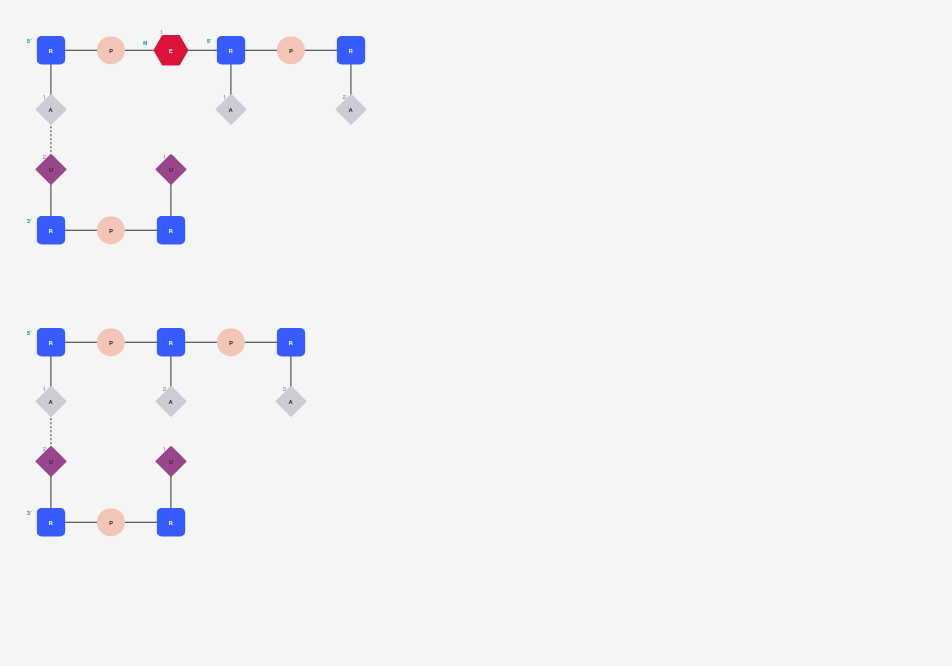 1
5' R P N E 5' R P R
1 1 2
A A A
2 1
U U
3' R P R
5' R P R P R
1 2 3
A A A
2 1
U U
3' R P R